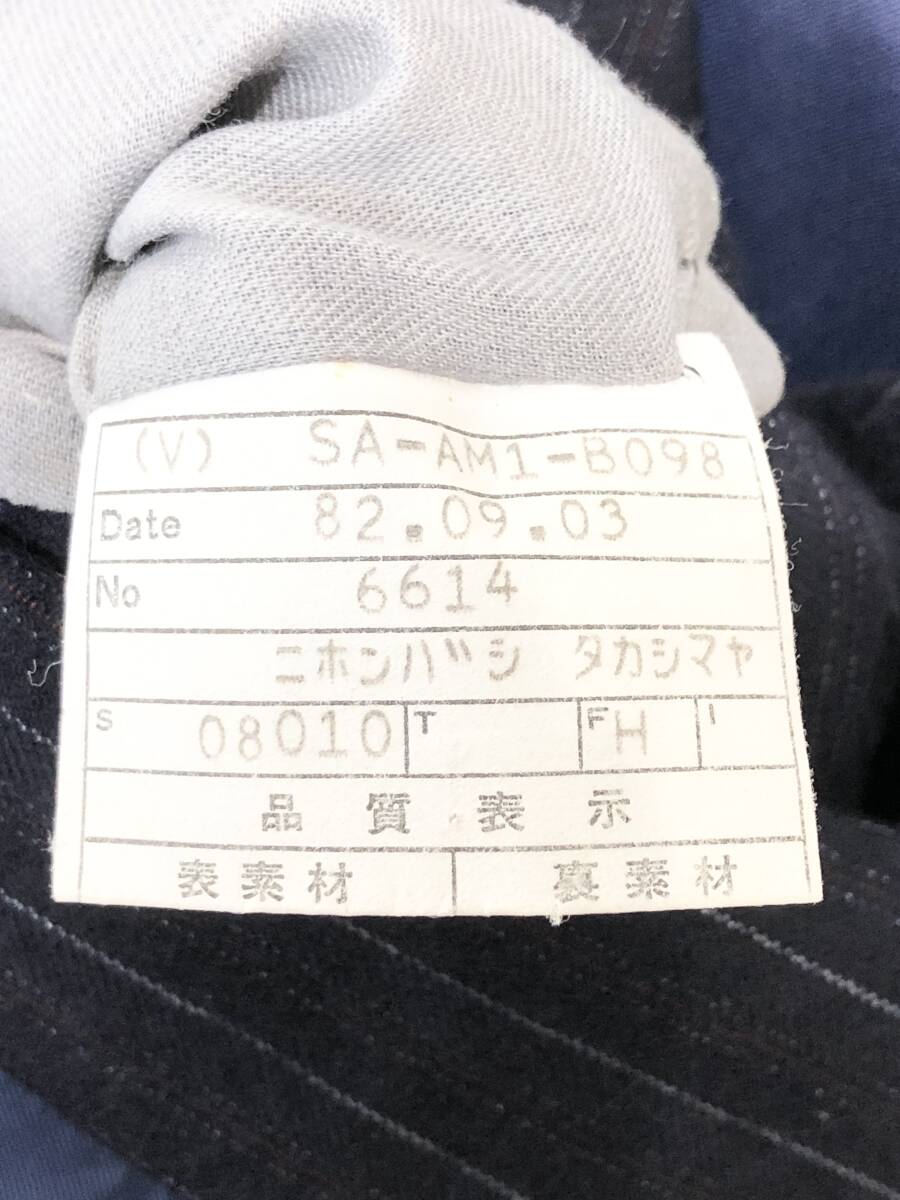 (V) SA-AM1-B098
Date 82.09.03
No 6614
ニホンバシ タカシマヤ
S 08010 T F H I
品質表示
表素材 裏素材